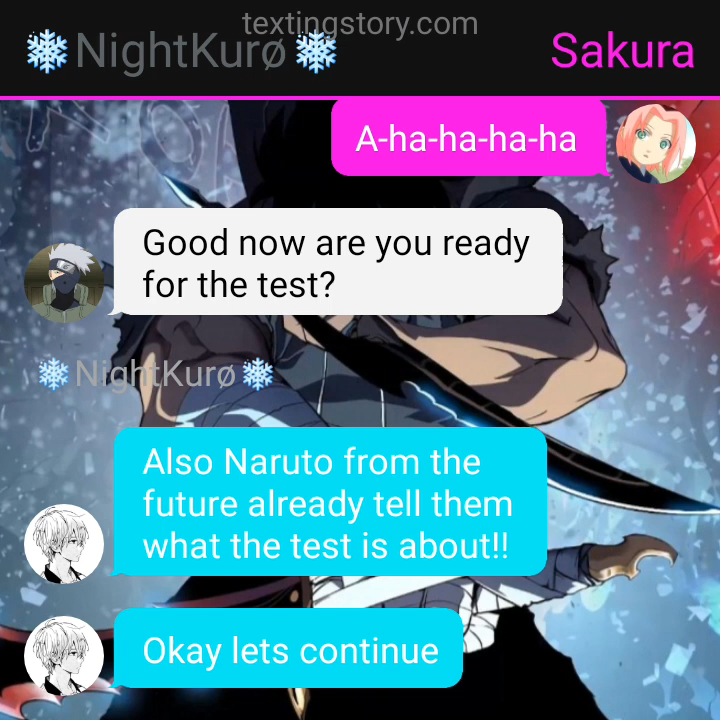 textingstory.com
❄NightKurø❄
Sakura
A-ha-ha-ha-ha
Good now are you ready
for the test?
❄NightKurø❄
Also Naruto from the
future already tell them
what the test is about!!
Okay lets continue